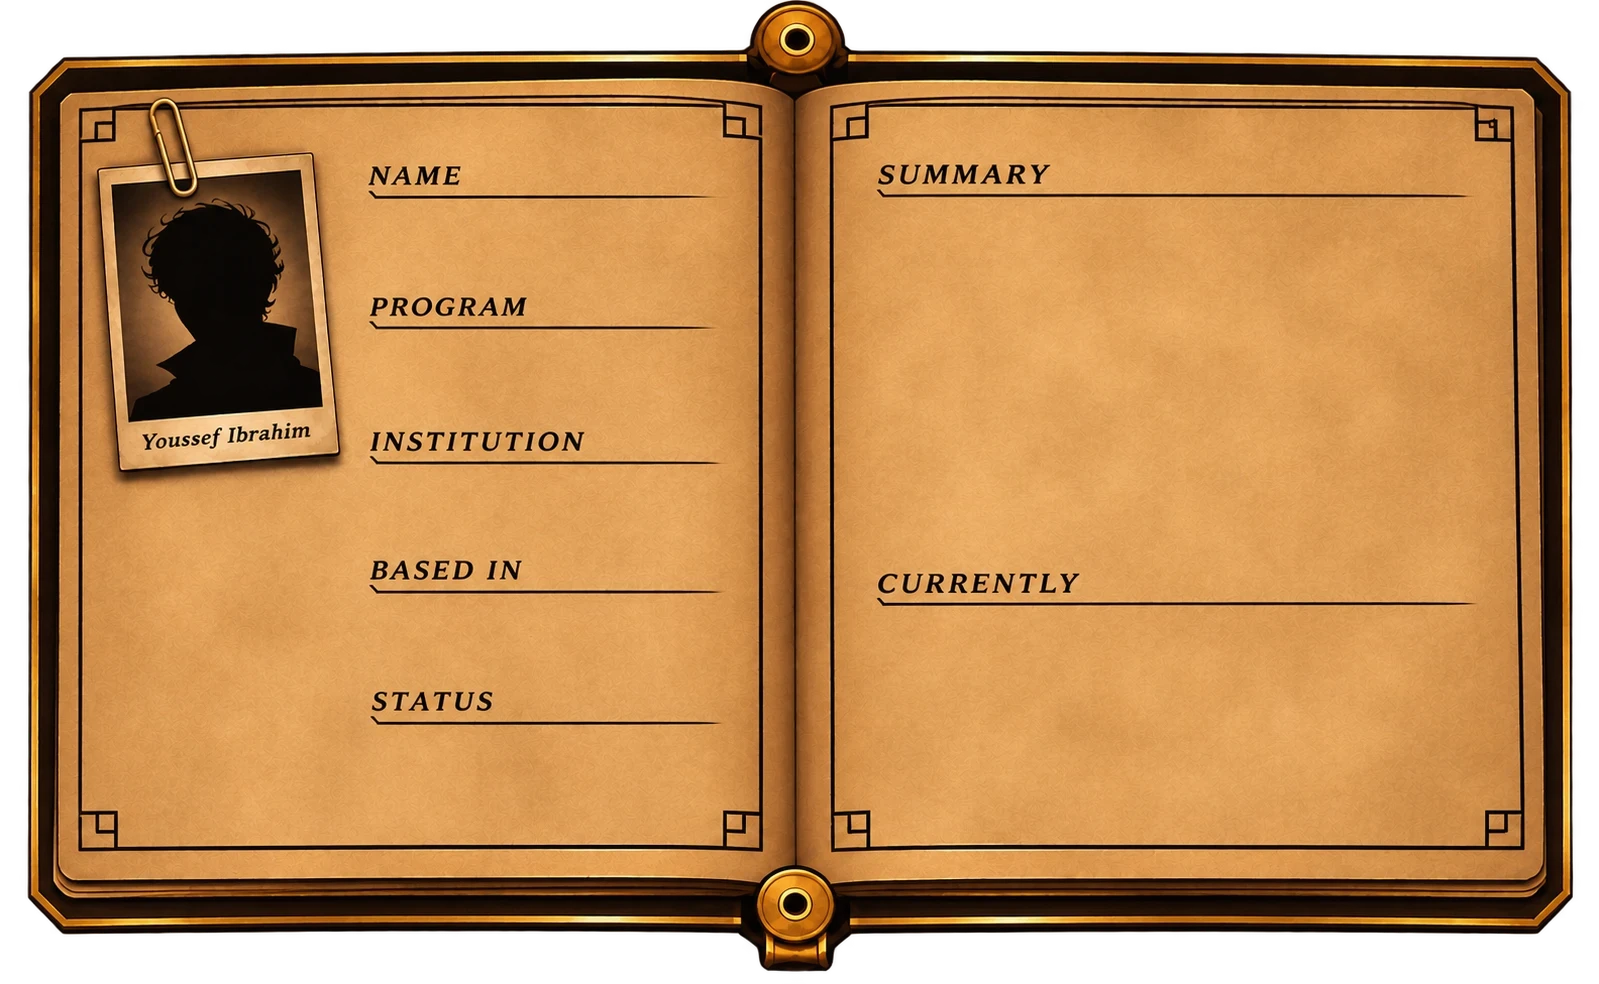 NAME
PROGRAM
INSTITUTION
BASED IN
STATUS
Youssef Ibrahim
SUMMARY
CURRENTLY